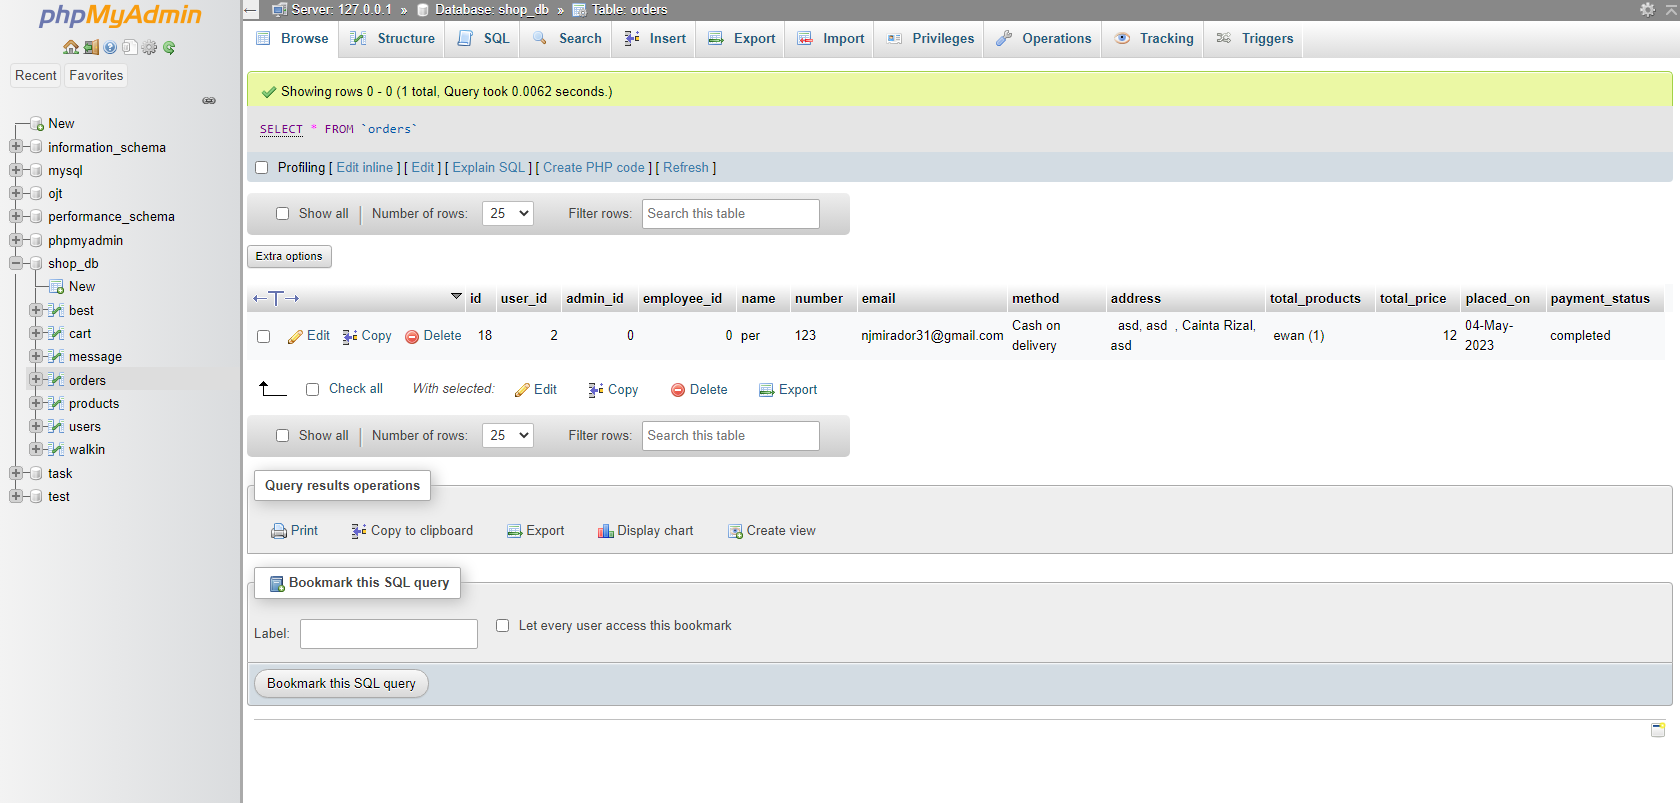 phpMyAdmin
Recent Favorites
New
information_schema
mysql
ojt
performance_schema
phpmyadmin
shop_db
New
best
cart
message
orders
products
users
walkin
task
test
Server: 127.0.0.1 » Database: shop_db » Table: orders
Browse Structure SQL Search Insert Export Import Privileges Operations Tracking Triggers
Showing rows 0 - 0 (1 total, Query took 0.0062 seconds.)
SELECT * FROM `orders`
Profiling [ Edit inline ] [ Edit ] [ Explain SQL ] [ Create PHP code ] [ Refresh ]
Show all Number of rows: 25 Filter rows: Search this table
Extra options
id user_id admin_id employee_id name number email method address total_products total_price placed_on payment_status
Edit Copy Delete 18 2 0 0 per 123 njmirador31@gmail.com Cash on delivery asd, asd , Cainta Rizal, asd ewan (1) 12 04-May-2023 completed
Check all With selected: Edit Copy Delete Export
Show all Number of rows: 25 Filter rows: Search this table
Query results operations
Print Copy to clipboard Export Display chart Create view
Bookmark this SQL query
Label: Let every user access this bookmark
Bookmark this SQL query